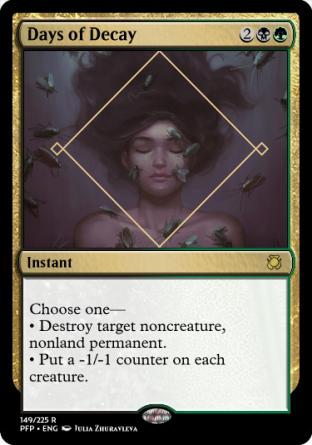 Days of Decay 2
Instant
Choose one—
• Destroy target noncreature,
nonland permanent.
• Put a -1/-1 counter on each
creature.
149/225 R
PFP • ENG Julia Zhuravleva